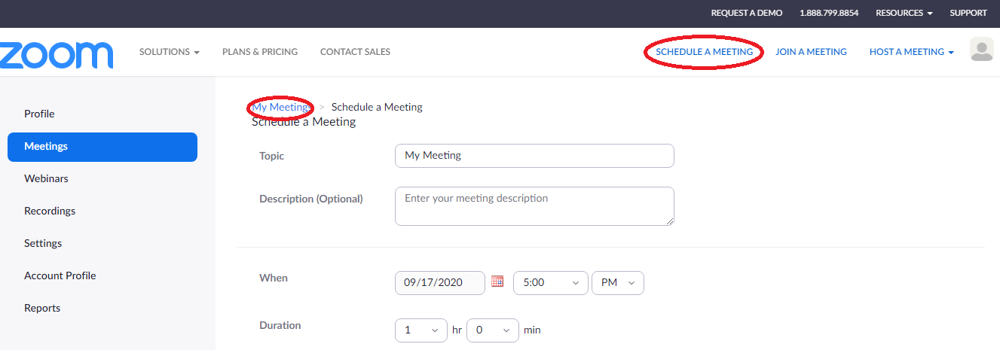 REQUEST A DEMO 1.888.799.8854 RESOURCES SUPPORT
zoom SOLUTIONS PLANS & PRICING CONTACT SALES SCHEDULE A MEETING JOIN A MEETING HOST A MEETING
Profile
Meetings
Webinars
Recordings
Settings
Account Profile
Reports
My Meetings > Schedule a Meeting
Schedule a Meeting
Topic My Meeting
Description (Optional) Enter your meeting description
When 09/17/2020 5:00 PM
Duration 1 hr 0 min